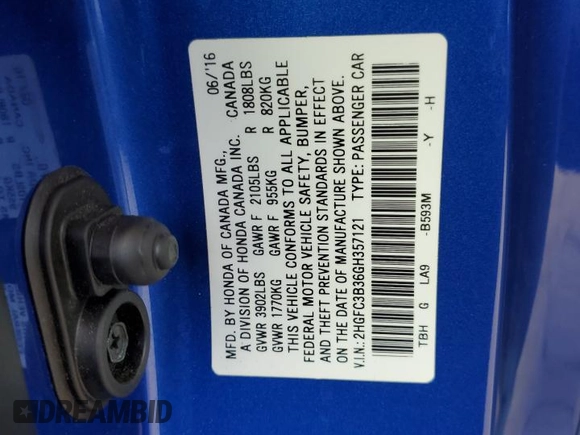 MFD. BY HONDA OF CANADA MFG., 06/'16
A DIVISION OF HONDA CANADA INC. CANADA
GVWR 3902LBS GAWR F 2105LBS R 1808LBS
GVWR 1770KG GAWR F 955KG R 820KG
THIS VEHICLE CONFORMS TO ALL APPLICABLE
FEDERAL MOTOR VEHICLE SAFETY, BUMPER,
AND THEFT PREVENTION STANDARDS IN EFFECT
ON THE DATE OF MANUFACTURE SHOWN ABOVE.
V.I.N.: 2HGFC3B36GH357121 TYPE: PASSENGER CAR
TBH G LA9 -B593M -Y -H
DREAMBID